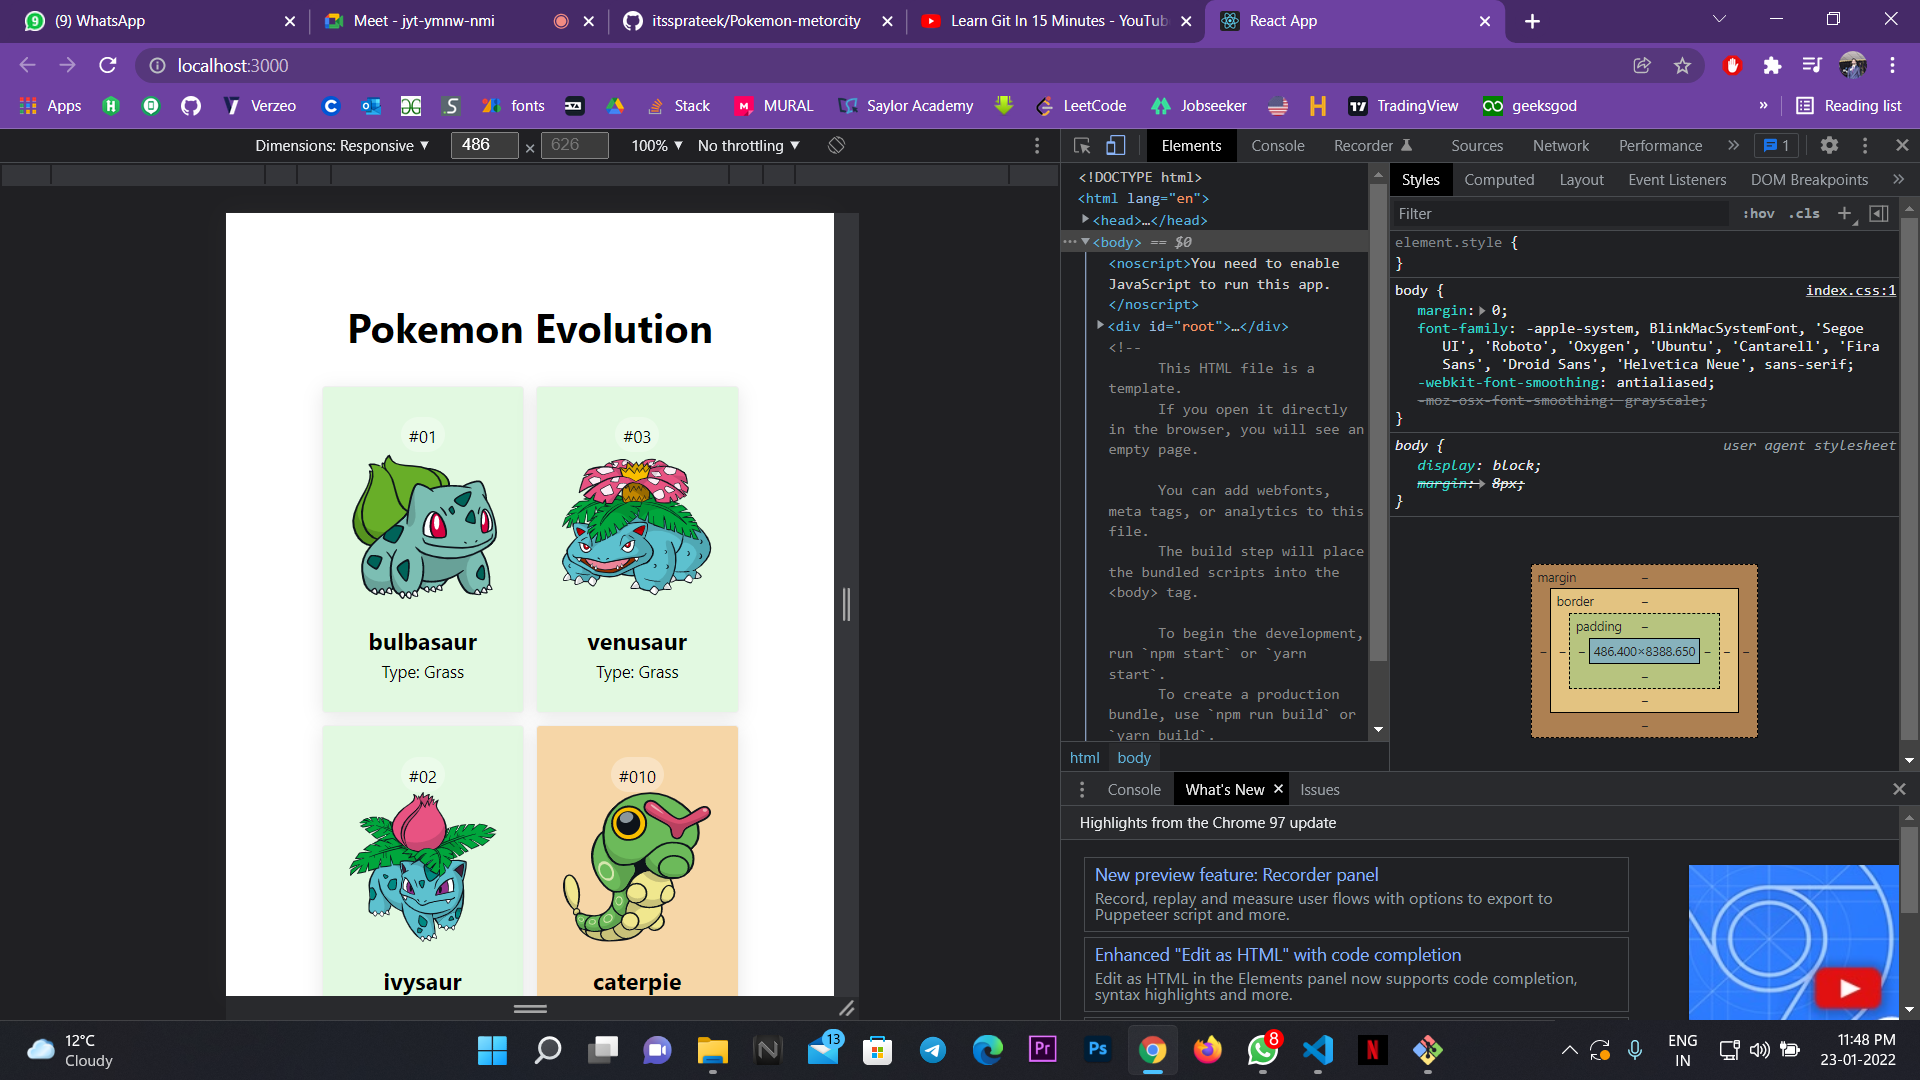 (9) WhatsApp
Meet - jyt-ymnw-nmi
itssprateek/Pokemon-metorcity
Learn Git In 15 Minutes - YouTub
React App
localhost:3000
Apps
Verzeo
fonts
Stack
MURAL
Saylor Academy
LeetCode
Jobseeker
TradingView
geeksgod
»
Reading list
Dimensions: Responsive ▼ 486 × 626 100% ▼ No throttling ▼
Elements Console Recorder Sources Network Performance » 1
Pokemon Evolution
#01
bulbasaur
Type: Grass
#03
venusaur
Type: Grass
#02
ivysaur
#010
caterpie
<!DOCTYPE html>
<html lang="en">
<head>…</head>
<body> == $0
<noscript>You need to enable
JavaScript to run this app.
</noscript>
<div id="root">…</div>
<!--
This HTML file is a
template.
If you open it directly
in the browser, you will see an
empty page.
You can add webfonts,
meta tags, or analytics to this
file.
The build step will place
the bundled scripts into the
<body> tag.
To begin the development,
run `npm start` or `yarn
start`.
To create a production
bundle, use `npm run build` or
`yarn build`.
html body
Styles Computed Layout Event Listeners DOM Breakpoints »
Filter :hov .cls +
element.style {
}
body { index.css:1
margin: 0;
font-family: -apple-system, BlinkMacSystemFont, 'Segoe
UI', 'Roboto', 'Oxygen', 'Ubuntu', 'Cantarell', 'Fira
Sans', 'Droid Sans', 'Helvetica Neue', sans-serif;
-webkit-font-smoothing: antialiased;
-moz-osx-font-smoothing: grayscale;
}
body { user agent stylesheet
display: block;
margin: 8px;
}
margin –
border –
padding –
– – – 486.400×8388.650 – – –
–
–
–
Console What's New × Issues
Highlights from the Chrome 97 update
New preview feature: Recorder panel
Record, replay and measure user flows with options to export to
Puppeteer script and more.
Enhanced "Edit as HTML" with code completion
Edit as HTML in the Elements panel now supports code completion,
syntax highlights and more.
12°C
Cloudy
13
Pr
Ps
8
N
ENG
IN
11:48 PM
23-01-2022